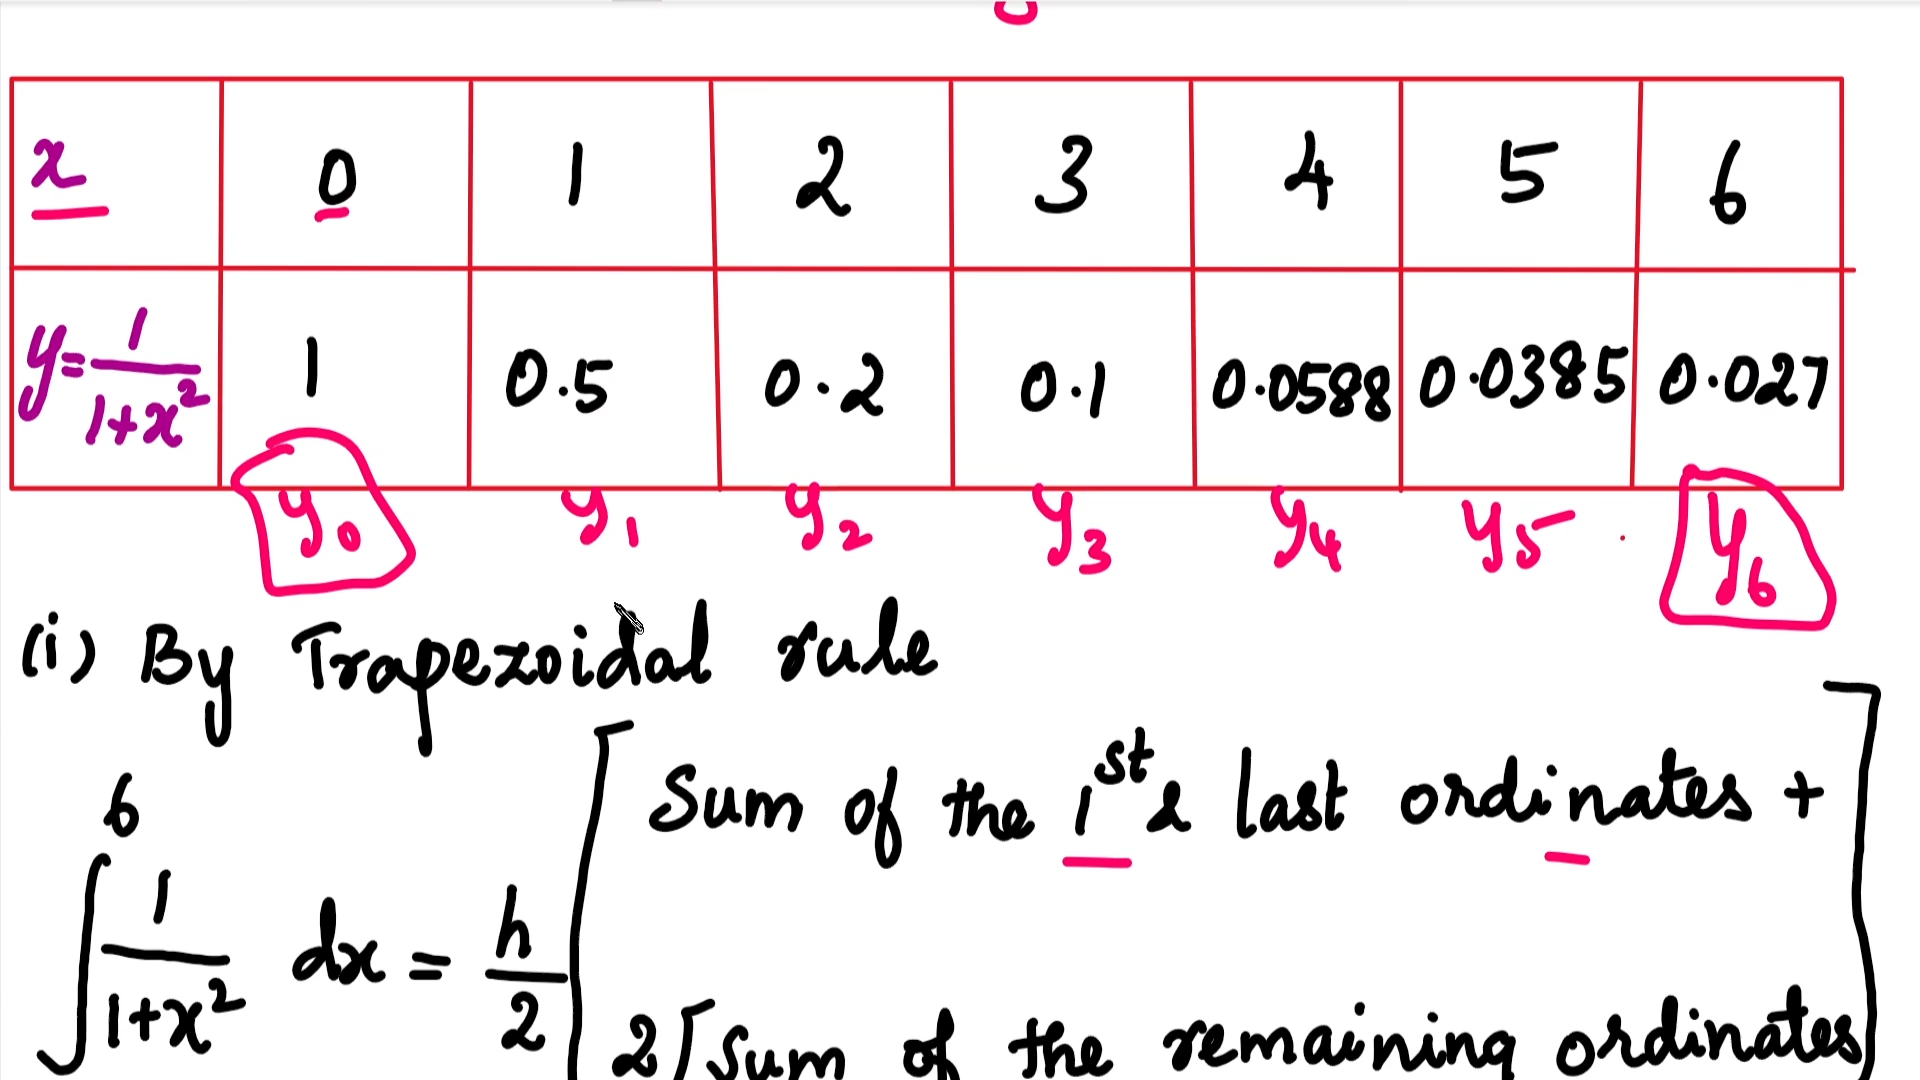 x 0 1 2 3 4 5 6
y = 1/(1+x²) 1 0.5 0.2 0.1 0.0588 0.0385 0.027
y₀ y₁ y₂ y₃ y₄ y₅ y₆
(i) By Trapezoidal rule
[Sum of the 1st & last ordinates +]
∫ 6 1/(1+x²) dx = h/2
2[Sum of the remaining ordinates